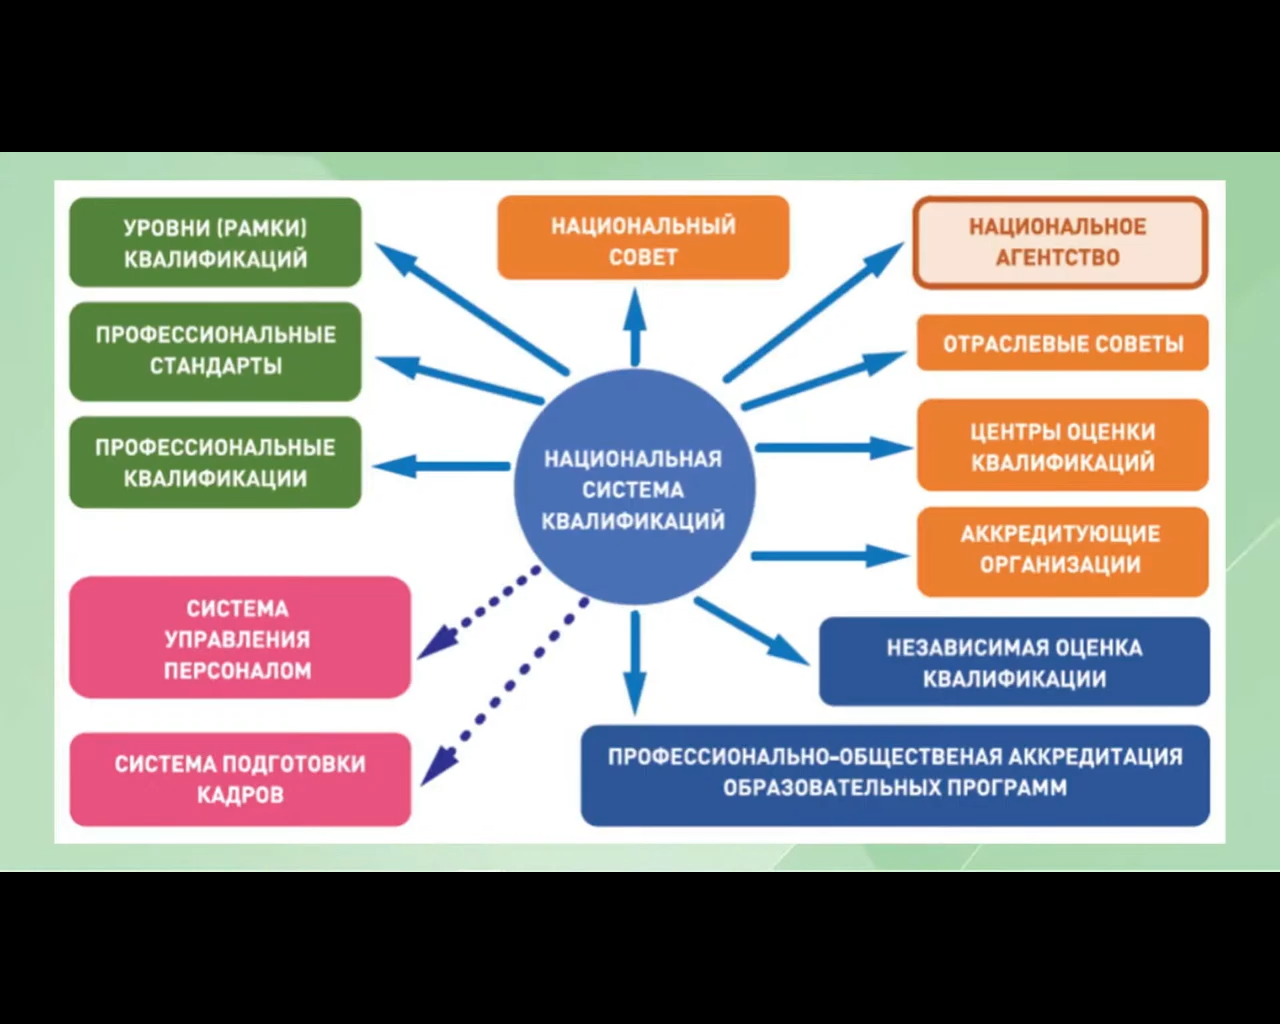 УРОВНИ (РАМКИ)
КВАЛИФИКАЦИЙ
НАЦИОНАЛЬНЫЙ
СОВЕТ
НАЦИОНАЛЬНОЕ
АГЕНТСТВО
ПРОФЕССИОНАЛЬНЫЕ
СТАНДАРТЫ
ОТРАСЛЕВЫЕ СОВЕТЫ
ПРОФЕССИОНАЛЬНЫЕ
КВАЛИФИКАЦИИ
НАЦИОНАЛЬНАЯ
СИСТЕМА
КВАЛИФИКАЦИЙ
ЦЕНТРЫ ОЦЕНКИ
КВАЛИФИКАЦИЙ
АККРЕДИТУЮЩИЕ
ОРГАНИЗАЦИИ
СИСТЕМА
УПРАВЛЕНИЯ
ПЕРСОНАЛОМ
НЕЗАВИСИМАЯ ОЦЕНКА
КВАЛИФИКАЦИИ
СИСТЕМА ПОДГОТОВКИ
КАДРОВ
ПРОФЕССИОНАЛЬНО-ОБЩЕСТВЕНАЯ АККРЕДИТАЦИЯ
ОБРАЗОВАТЕЛЬНЫХ ПРОГРАММ